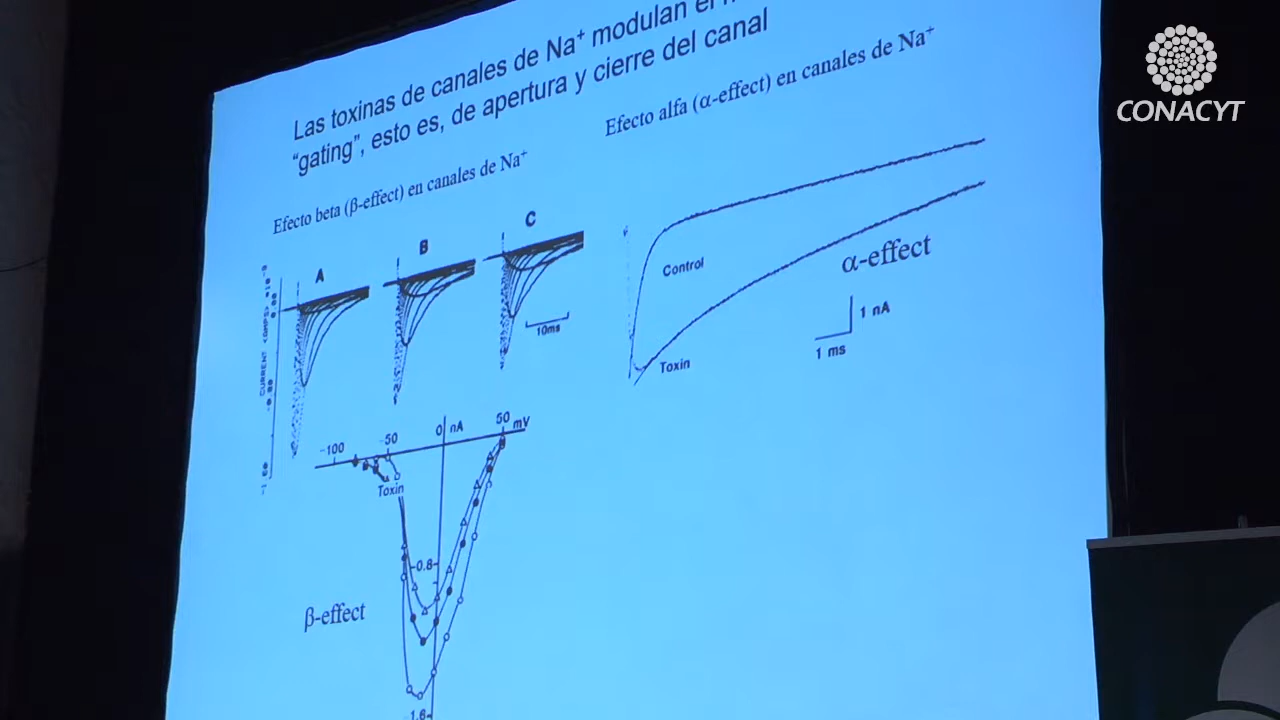 Las toxinas de canales de Na⁺ modulan el
“gating”, esto es, de apertura y cierre del canal
Efecto beta (β-effect) en canales de Na⁺
Efecto alfa (α-effect) en canales de Na⁺
CONACYT
A
B
C
10ms
0.00
Control
Toxin
α-effect
1 nA
1 ms
-100
-50
0
nA
50
mV
Toxin
-0.8-
β-effect
-1.6-